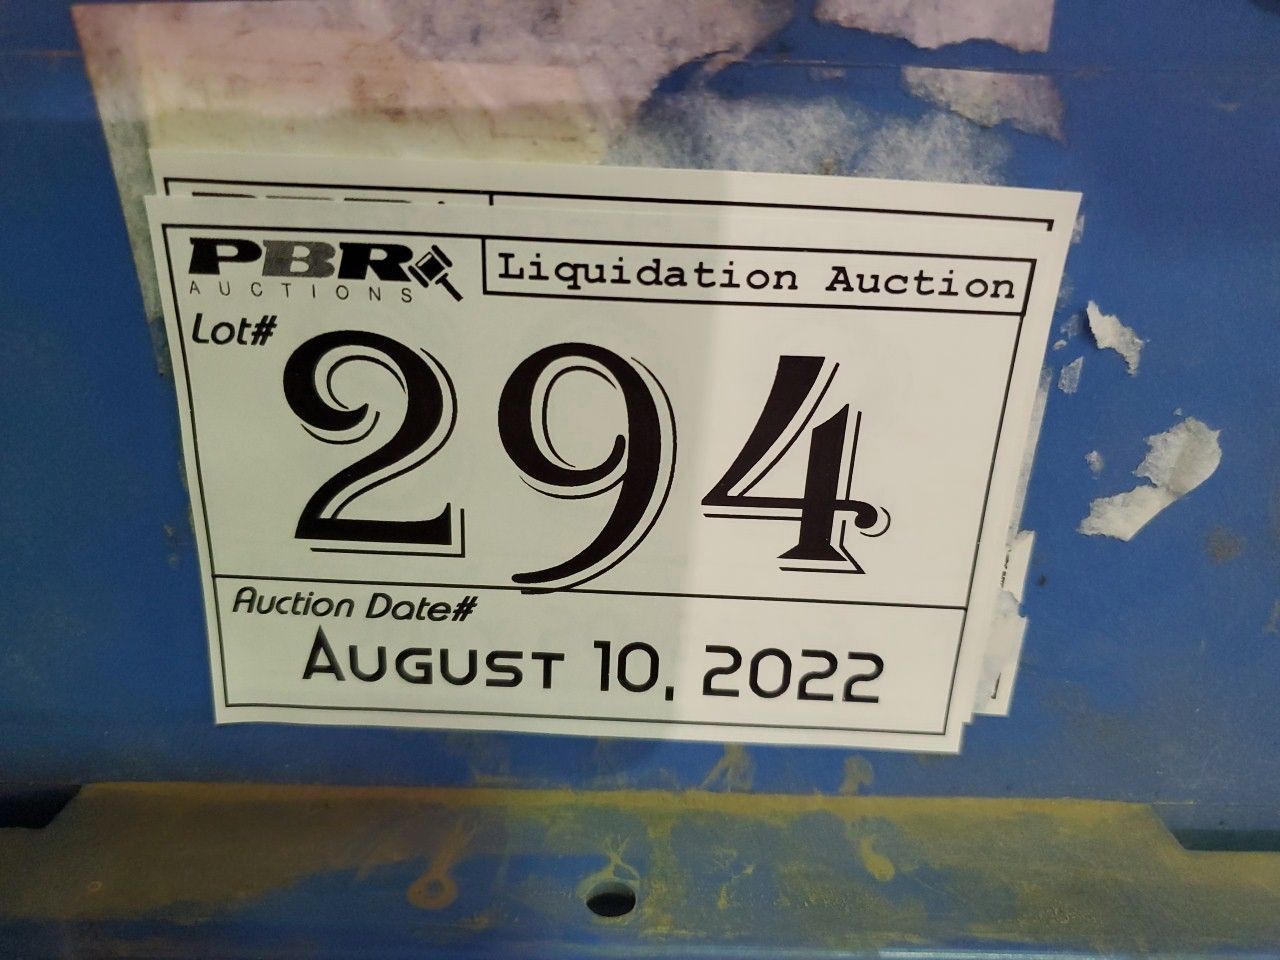 PBR
AUCTIONS
Liquidation Auction
Lot#
294
Auction Date#
AUGUST 10, 2022